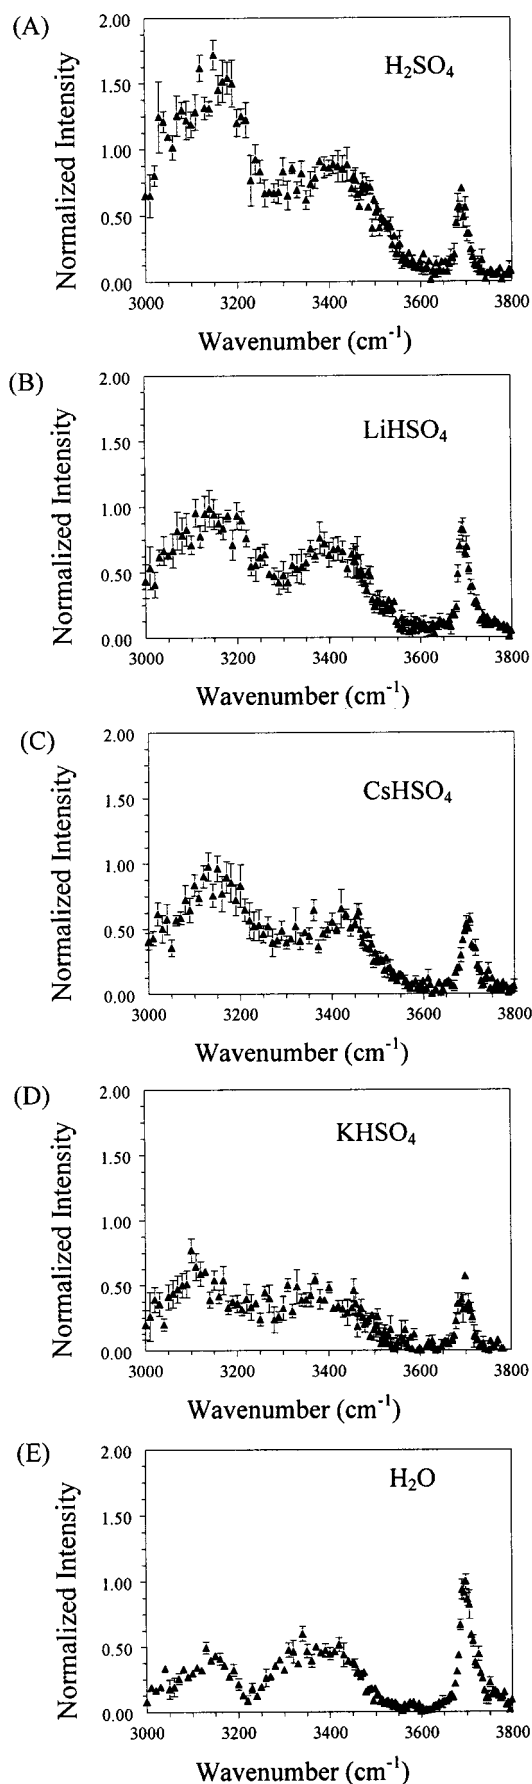 (A)
H₂SO₄
Normalized Intensity
2.00
1.50
1.00
0.50
0.00
3000 3200 3400 3600 3800
Wavenumber (cm⁻¹)
(B)
LiHSO₄
Normalized Intensity
2.00
1.50
1.00
0.50
0.00
3000 3200 3400 3600 3800
Wavenumber (cm⁻¹)
(C)
CsHSO₄
Normalized Intensity
2.00
1.50
1.00
0.50
0.00
3000 3200 3400 3600 3800
Wavenumber (cm⁻¹)
(D)
KHSO₄
Normalized Intensity
2.00
1.50
1.00
0.50
0.00
3000 3200 3400 3600 3800
Wavenumber (cm⁻¹)
(E)
H₂O
Normalized Intensity
2.00
1.50
1.00
0.50
0.00
3000 3200 3400 3600 3800
Wavenumber (cm⁻¹)